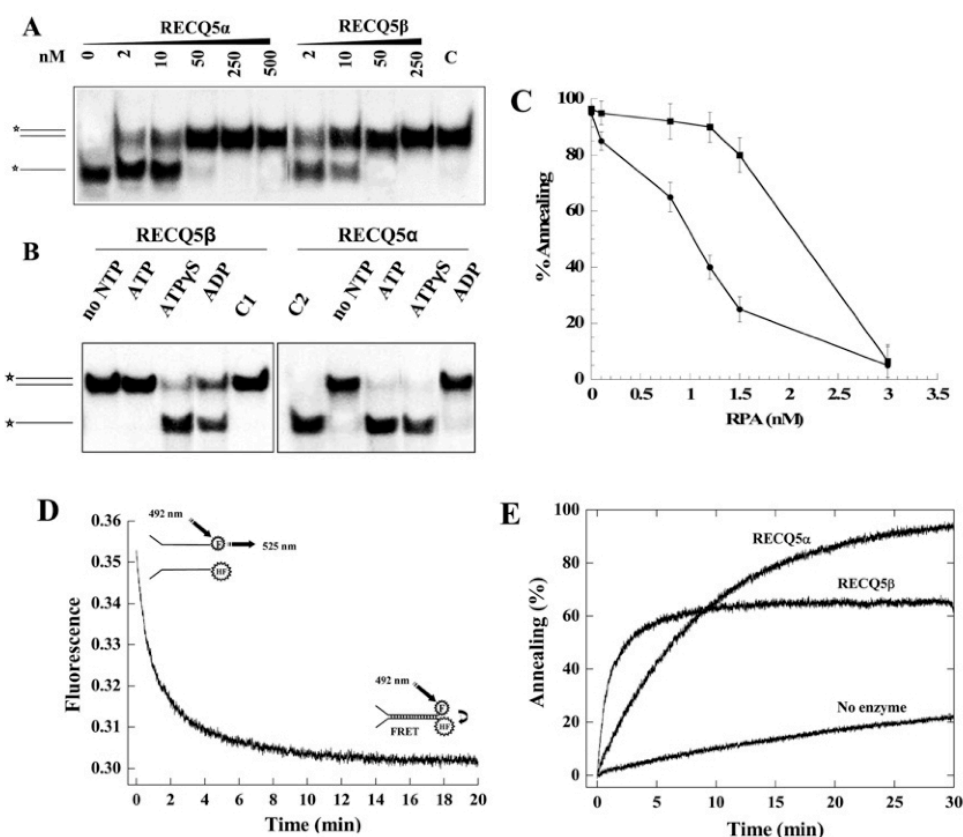 A
RECQ5α RECQ5β
nM 0 2 10 50 250 500 2 10 50 250 C
B
RECQ5β RECQ5α
no NTP ATP ATPγS ADP C1 C2 no NTP ATP ATPγS ADP
C
% Annealing
100
80
60
40
20
0
0 0.5 1 1.5 2 2.5 3 3.5
RPA (nM)
D
Fluorescence
0.36
0.35
0.34
0.33
0.32
0.31
0.30
492 nm
F
525 nm
HF
492 nm
F
HF
FRET
0 2 4 6 8 10 12 14 16 18 20
Time (min)
E
Annealing (%)
100
80
60
40
20
0
RECQ5α
RECQ5β
No enzyme
0 5 10 15 20 25 30
Time (min)